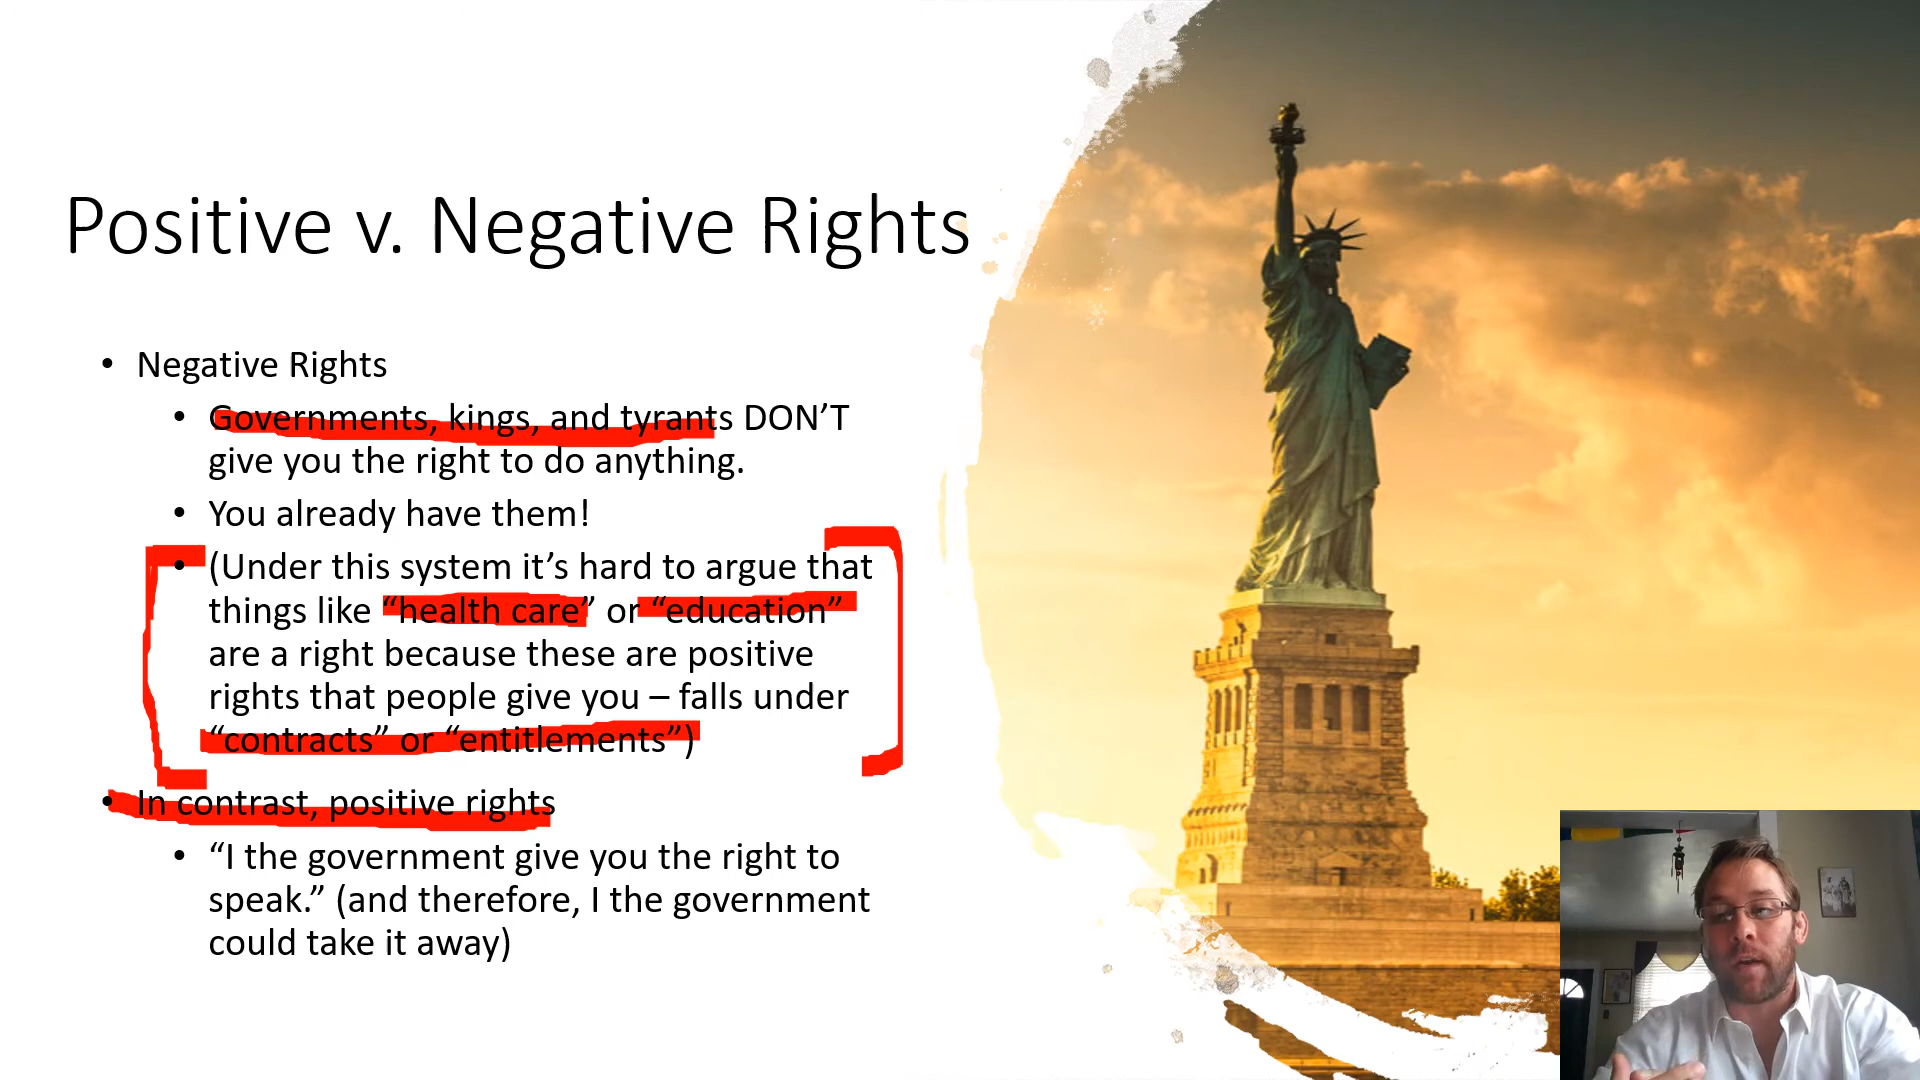 Positive v. Negative Rights
• Negative Rights
• Governments, kings, and tyrants DON’T
give you the right to do anything.
• You already have them!
• (Under this system it’s hard to argue that
things like “health care” or “education”
are a right because these are positive
rights that people give you – falls under
“contracts” or “entitlements”)
• In contrast, positive rights
• “I the government give you the right to
speak.” (and therefore, I the government
could take it away)